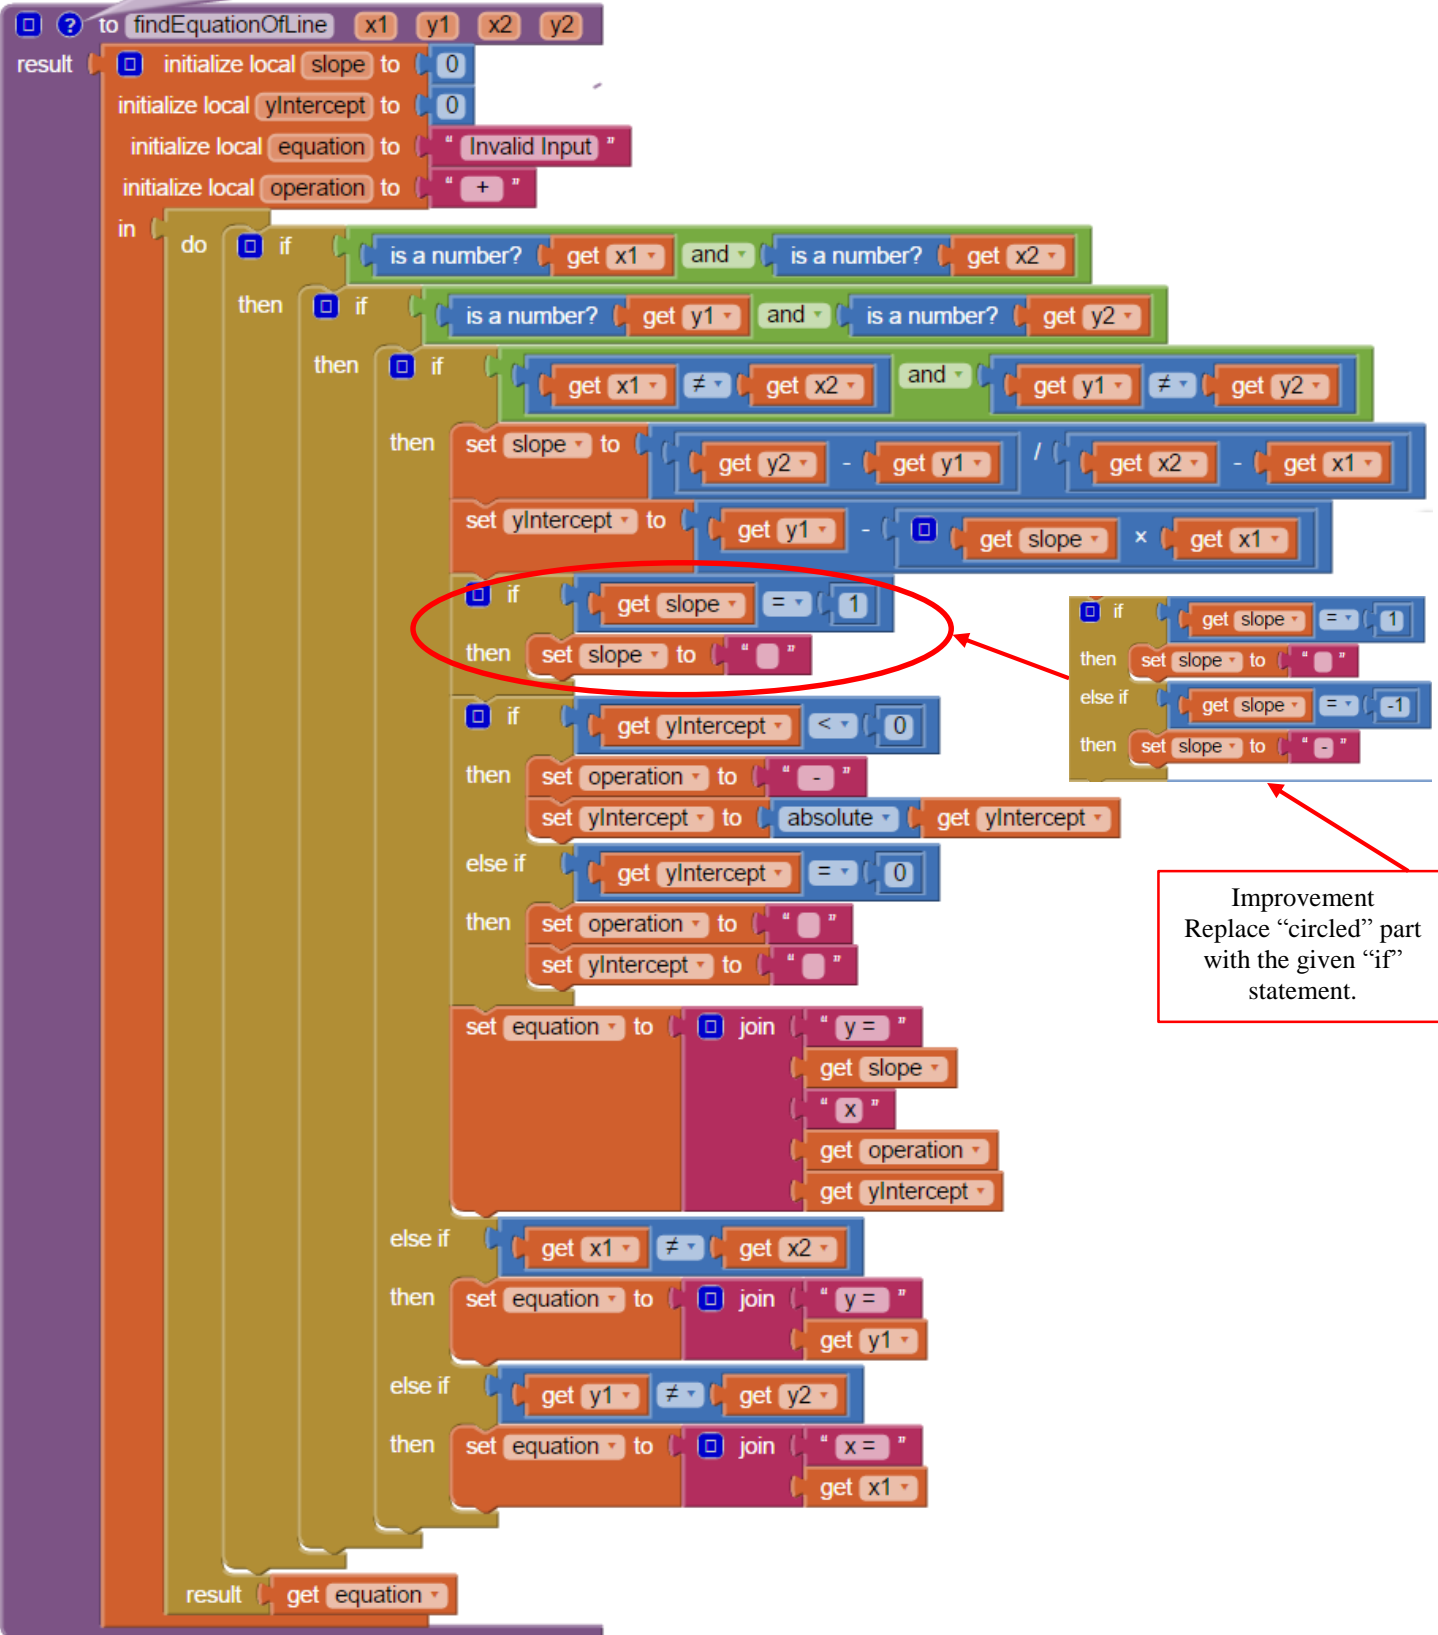 ? to findEquationOfLine x1 y1 x2 y2
result initialize local slope to 0
initialize local yIntercept to 0
initialize local equation to “ Invalid Input ”
initialize local operation to “ + ”
in do if is a number? get x1 and is a number? get x2
then if is a number? get y1 and is a number? get y2
then if get x1 ≠ get x2 and get y1 ≠ get y2
then set slope to get y2 - get y1 / get x2 - get x1
set yIntercept to get y1 - get slope × get x1
if get slope = 1
then set slope to “ ”
if get slope = 1
then set slope to “ ”
else if get slope = -1
then set slope to “ - ”
if get yIntercept < 0
then set operation to “ - ”
set yIntercept to absolute get yIntercept
else if get yIntercept = 0
then set operation to “ ”
set yIntercept to “ ”
Improvement
Replace “circled” part
with the given “if”
statement.
set equation to join “ y = ”
get slope
“ x ”
get operation
get yIntercept
else if get x1 ≠ get x2
then set equation to join “ y = ”
get y1
else if get y1 ≠ get y2
then set equation to join “ x = ”
get x1
result get equation